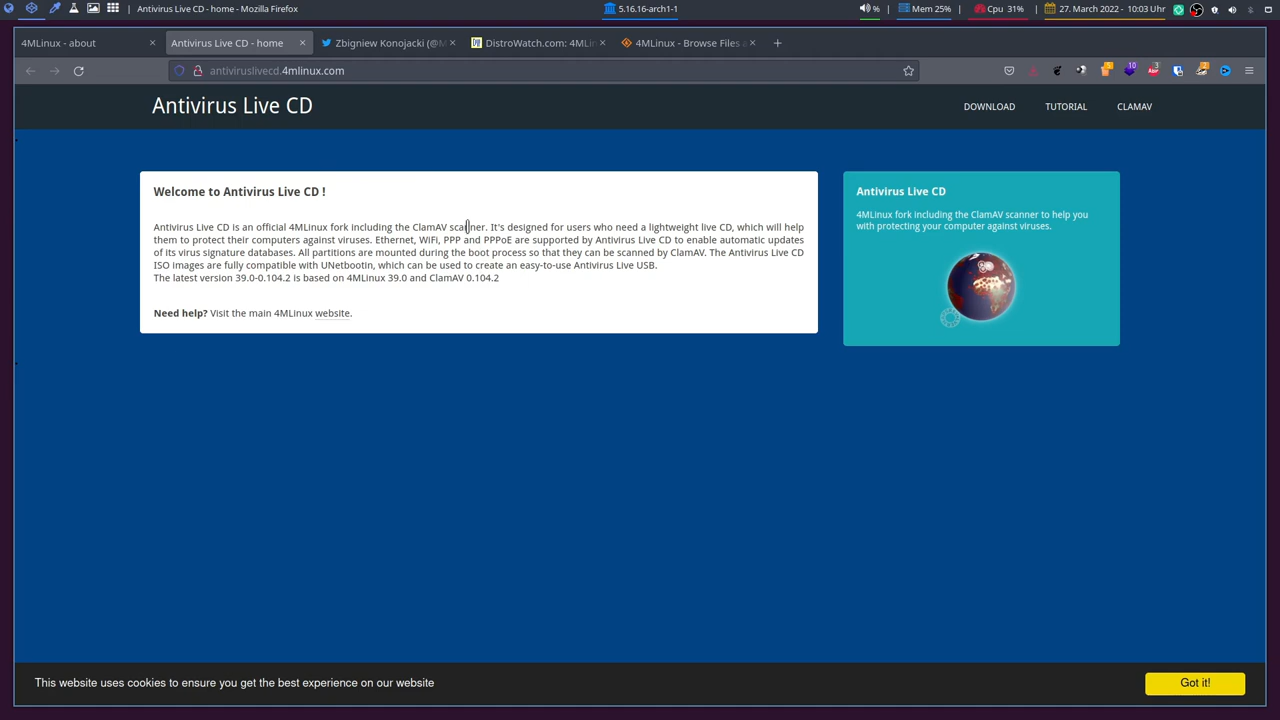 Antivirus Live CD - home - Mozilla Firefox
5.16.16-arch1-1
%
Mem 25%
Cpu 31%
27. March 2022 - 10:03 Uhr
4MLinux - about
Antivirus Live CD - home
Zbigniew Konojacki (@M
DistroWatch.com: 4MLin
4MLinux - Browse Files a
antiviruslivecd.4mlinux.com
5
10
3
2
Antivirus Live CD
DOWNLOAD
TUTORIAL
CLAMAV
Welcome to Antivirus Live CD !
Antivirus Live CD is an official 4MLinux fork including the ClamAV scanner. It's designed for users who need a lightweight live CD, which will help
them to protect their computers against viruses. Ethernet, WiFi, PPP and PPPoE are supported by Antivirus Live CD to enable automatic updates
of its virus signature databases. All partitions are mounted during the boot process so that they can be scanned by ClamAV. The Antivirus Live CD
ISO images are fully compatible with UNetbootin, which can be used to create an easy-to-use Antivirus Live USB.
The latest version 39.0-0.104.2 is based on 4MLinux 39.0 and ClamAV 0.104.2
Need help? Visit the main 4MLinux website.
Antivirus Live CD
4MLinux fork including the ClamAV scanner to help you
with protecting your computer against viruses.
This website uses cookies to ensure you get the best experience on our website
Got it!